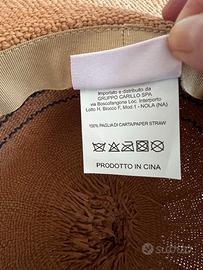 Importato e distribuito da
GRUPPO CARILLO SPA
via Boscofangone Loc. Interporto
Lotto H, Blocco F, Mod.1 - NOLA (NA)
100% PAGLIA DI CARTA/PAPER STRAW
PRODOTTO IN CINA
subito